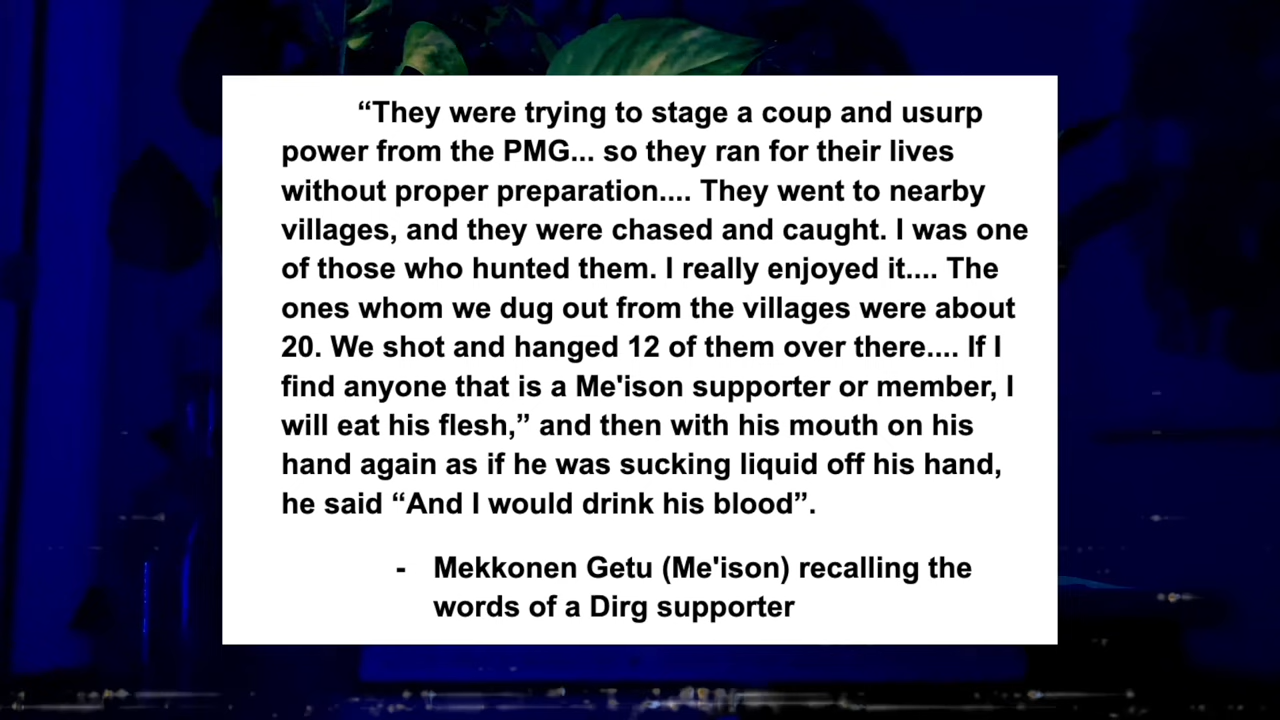 “They were trying to stage a coup and usurp
power from the PMG... so they ran for their lives
without proper preparation.... They went to nearby
villages, and they were chased and caught. I was one
of those who hunted them. I really enjoyed it.... The
ones whom we dug out from the villages were about
20. We shot and hanged 12 of them over there.... If I
find anyone that is a Me'ison supporter or member, I
will eat his flesh,” and then with his mouth on his
hand again as if he was sucking liquid off his hand,
he said “And I would drink his blood”.
- Mekkonen Getu (Me'ison) recalling the
words of a Dirg supporter